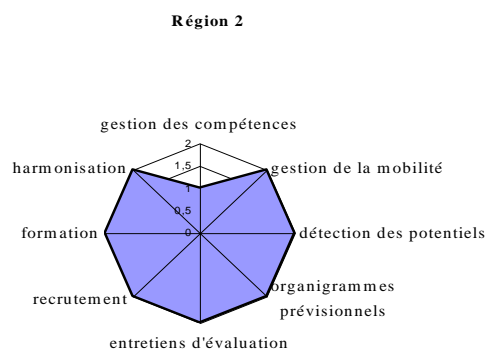 Région 2
gestion des compétences
2
1,5
1
0,5
0
harmonisation
gestion de la mobilité
formation
détection des potentiels
recrutement
organigrammes
prévisionnels
entretiens d'évaluation